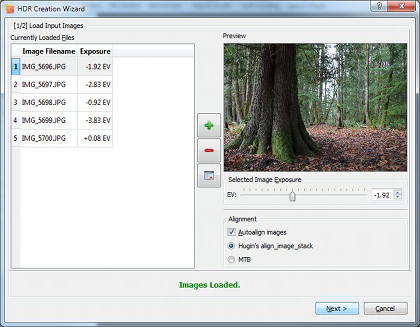 HDR Creation Wizard
[1/2] Load Input Images
Currently Loaded Files
Image Filename Exposure
1 IMG_5696.JPG -1.92 EV
2 IMG_5697.JPG -2.83 EV
3 IMG_5698.JPG -0.92 EV
4 IMG_5699.JPG -3.83 EV
5 IMG_5700.JPG +0.08 EV
Preview
Selected Image Exposure
EV: -1.92
Alignment
Autoalign images
Hugin's align_image_stack
MTB
Images Loaded.
Next > Cancel